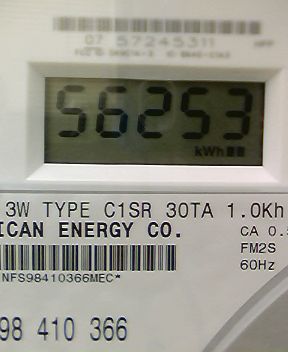 07 57245311
56253
kWh
3W TYPE C1SR 30TA 1.0Kh
ICAN ENERGY CO.
CA 0.5
FM2S
60Hz
NFS98410366MEC*
98 410 366